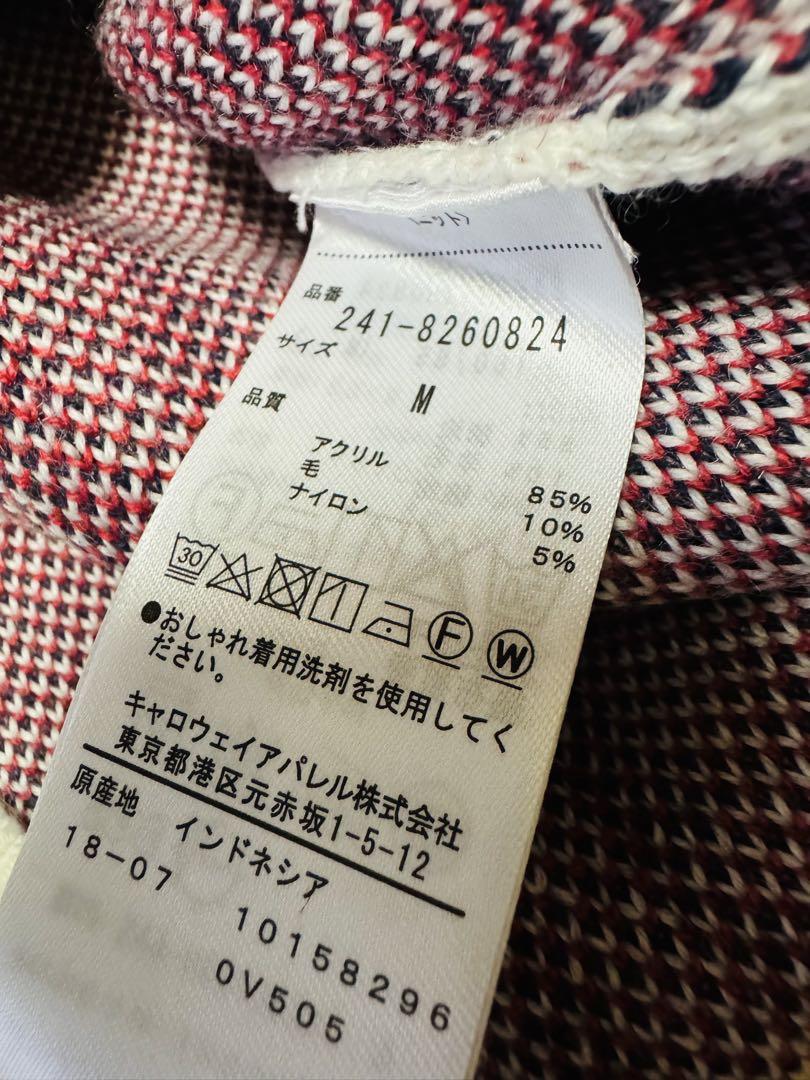 〈ニット〉
品番
241-8260824
サイズ
M
品質
アクリル 85%
毛 10%
ナイロン 5%
30
F W
●おしゃれ着用洗剤を使用してく
ださい。
キャロウェイアパレル株式会社
東京都港区元赤坂1-5-12
原産地 インドネシア
18-07 10158296
0V505